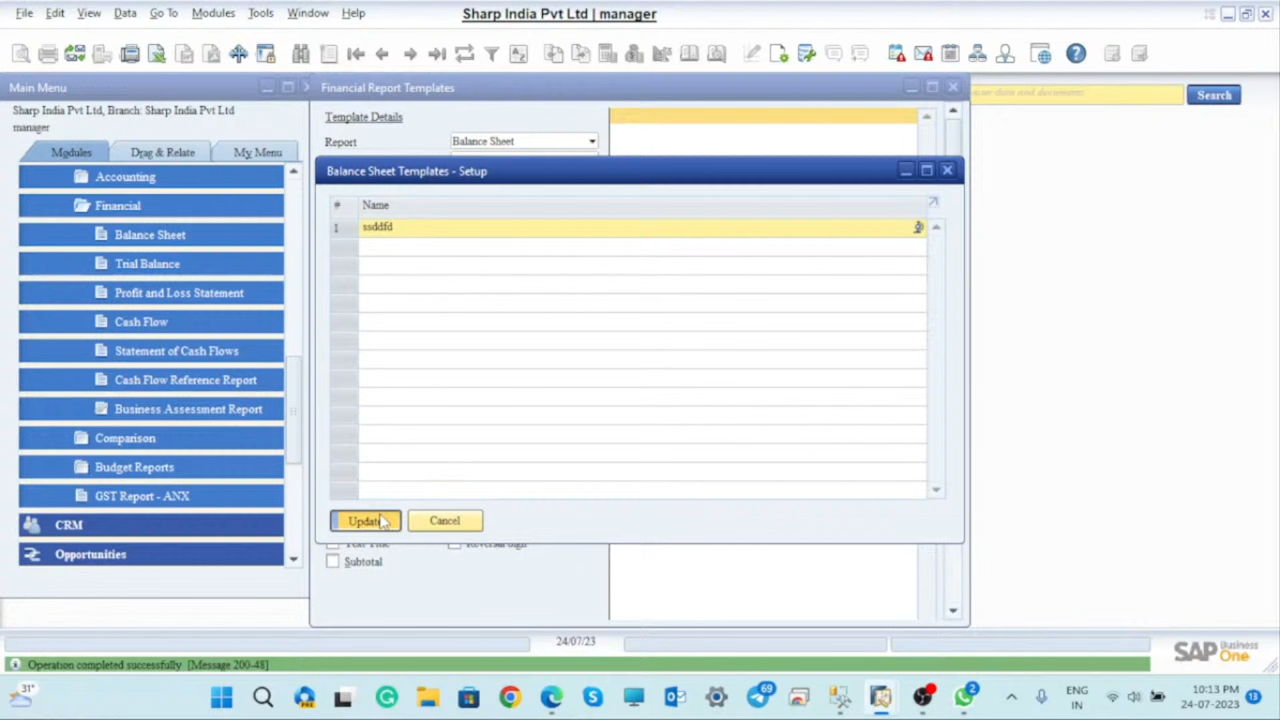 File Edit View Data Go To Modules Tools Window Help
Sharp India Pvt Ltd | manager
Main Menu
Sharp India Pvt Ltd, Branch: Sharp India Pvt Ltd
manager
Modules Drag & Relate My Menu
Accounting
Financial
Balance Sheet
Trial Balance
Profit and Loss Statement
Cash Flow
Statement of Cash Flows
Cash Flow Reference Report
Business Assessment Report
Comparison
Budget Reports
GST Report - ANX
CRM
Opportunities
Financial Report Templates
Template Details
Report Balance Sheet
Search
Balance Sheet Templates - Setup
# Name
1 ssddfd
Update Cancel
Subtotal
24/07/23
SAP Business One
Operation completed successfully [Message 200-48]
31°
69
2
ENG
IN
10:13 PM
24-07-2023
13